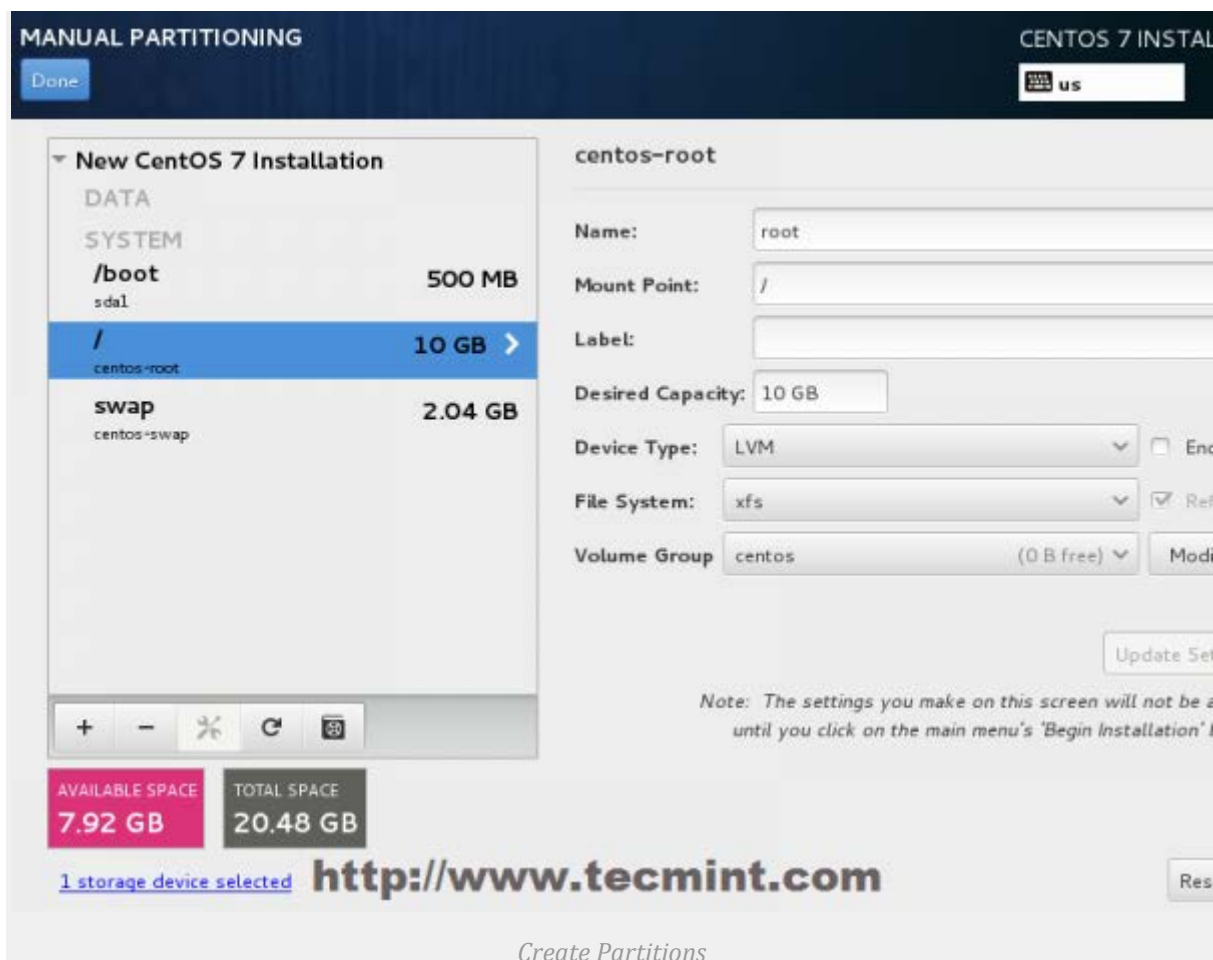 MANUAL PARTITIONING
CENTOS 7 INSTAL
Done
us
New CentOS 7 Installation
DATA
SYSTEM
/boot
500 MB
sda1
/
10 GB
centos-root
swap
2.04 GB
centos-swap
centos-root
Name: root
Mount Point: /
Label:
Desired Capacity: 10 GB
Device Type: LVM
Enc
File System: xfs
Ref
Volume Group centos (0 B free)
Modi
Update Set
Note: The settings you make on this screen will not be a
until you click on the main menu's 'Begin Installation' b
+ -
AVAILABLE SPACE
7.92 GB
TOTAL SPACE
20.48 GB
1 storage device selected
http://www.tecmint.com
Res
Create Partitions